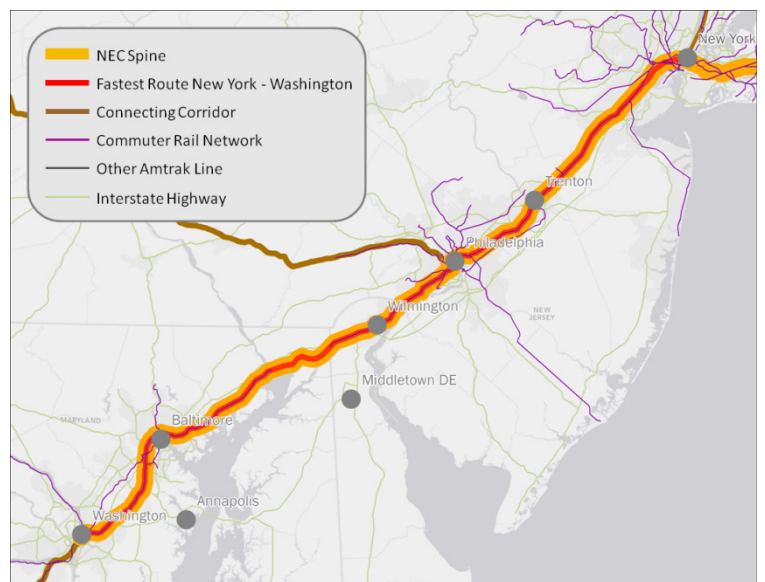 NEC Spine
Fastest Route New York - Washington
Connecting Corridor
Commuter Rail Network
Other Amtrak Line
Interstate Highway
New York
Trenton
Philadelphia
Wilmington
NEW
JERSEY
Middletown DE
MARYLAND
Baltimore
Annapolis
Washington